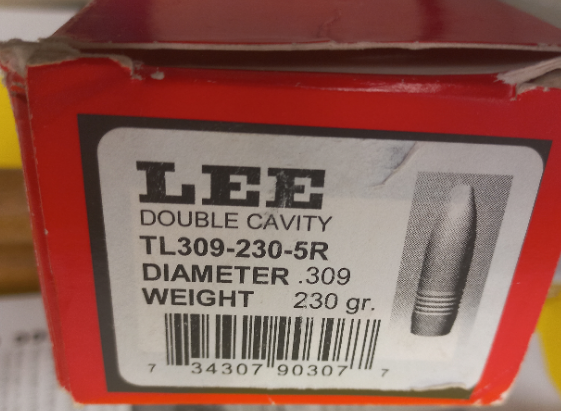 LEE
DOUBLE CAVITY
TL309-230-5R
DIAMETER .309
WEIGHT 230 gr.
7 34307 90307 7